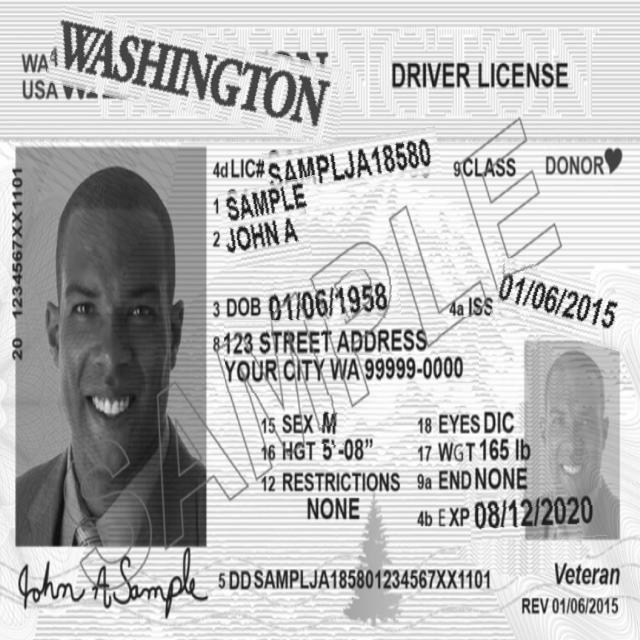 WA
USA
WASHINGTON
DRIVER LICENSE
20 1234567XX1101
4d LIC# SAMPLJA18580
9CLASS
DONOR
1 SAMPLE
2 JOHN A
3 DOB 01/06/1958
4a ISS 01/06/2015
8 123 STREET ADDRESS
YOUR CITY WA 99999-0000
15 SEX M
18 EYES DIC
16 HGT 5'-08"
17 WGT 165 lb
12 RESTRICTIONS
NONE
9a END NONE
4b EXP 08/12/2020
SAMPLE
John A Sample
5 DD SAMPLJA185801234567XX1101
Veteran
REV 01/06/2015